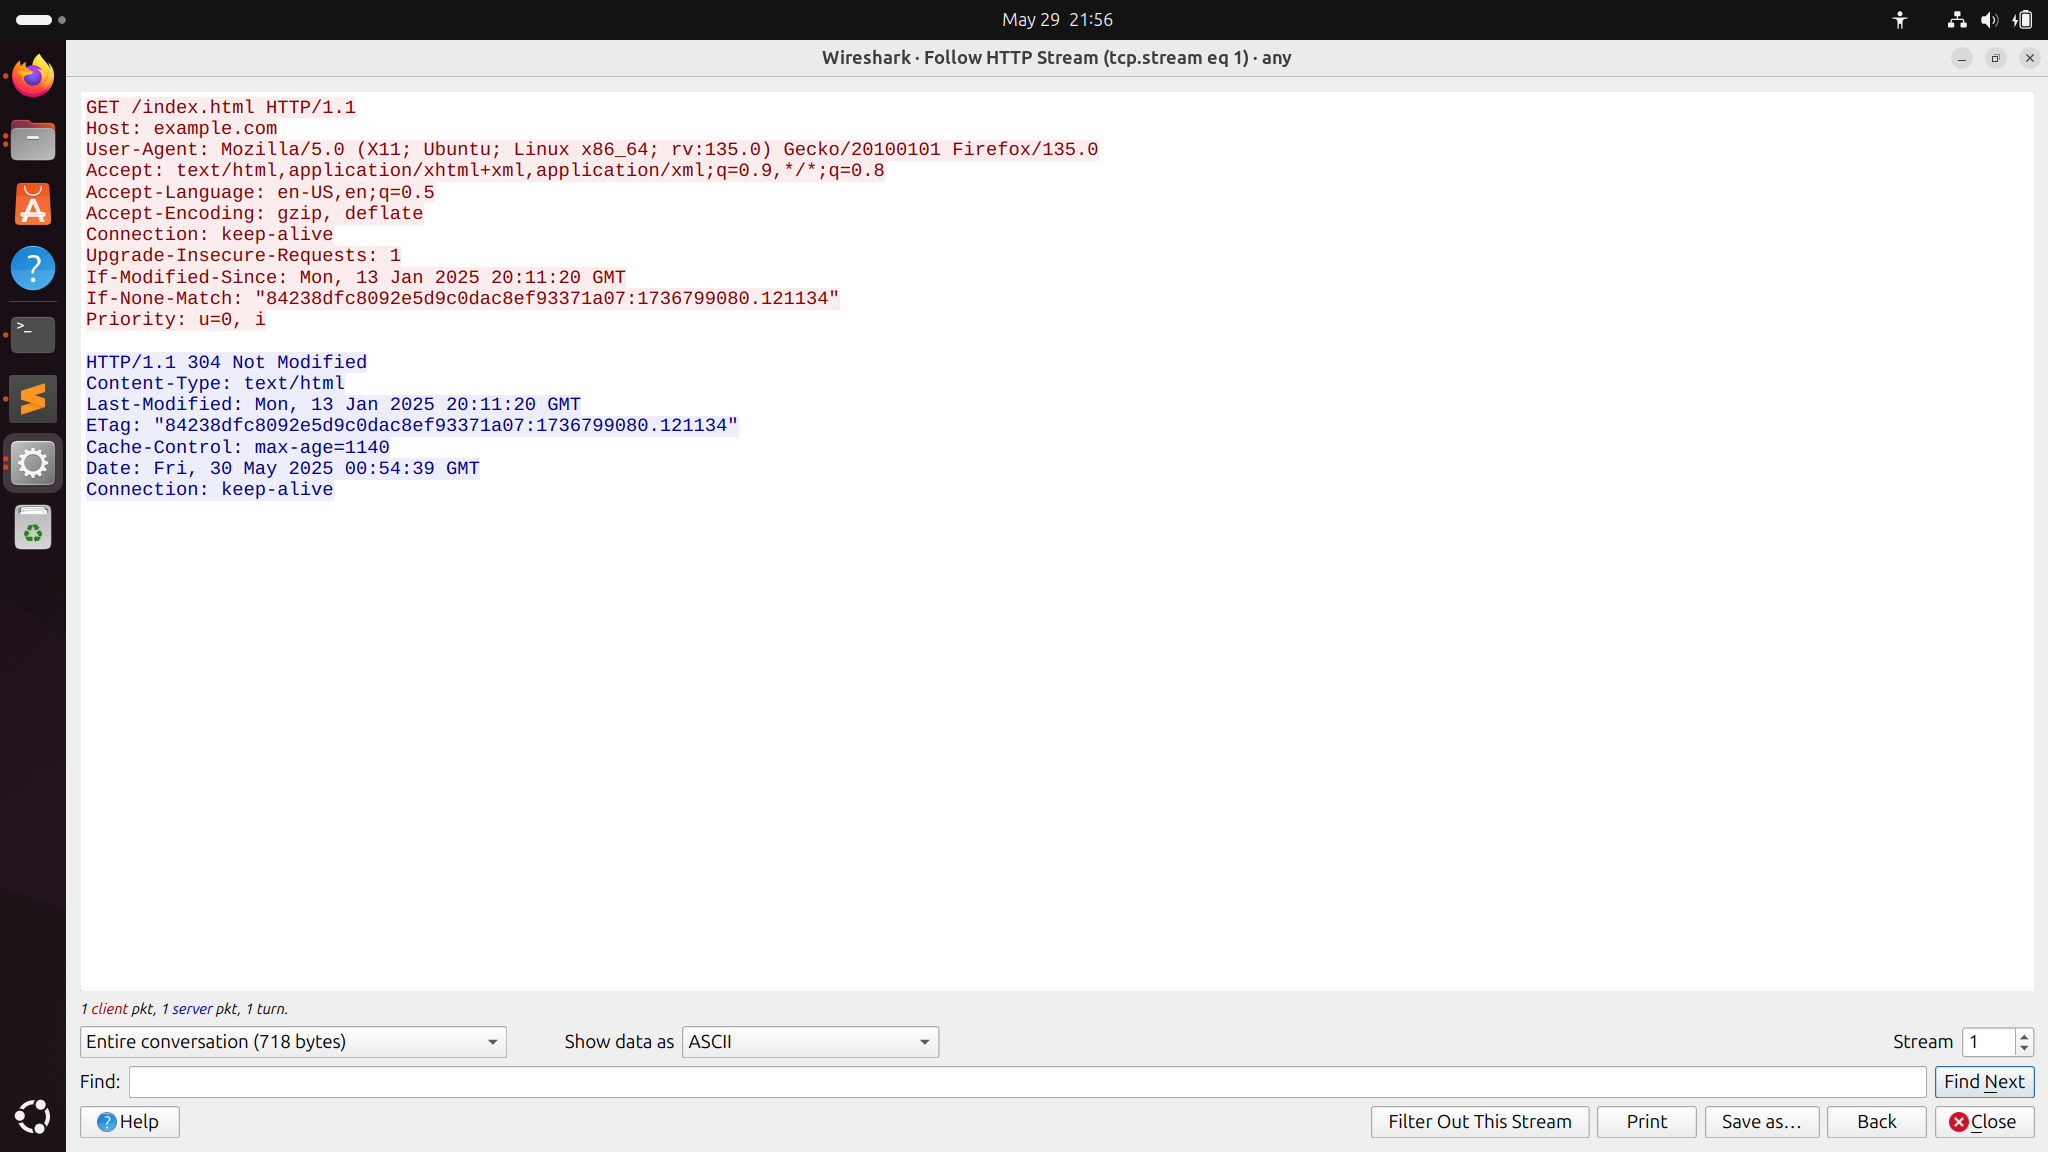 May 29 21:56
Wireshark · Follow HTTP Stream (tcp.stream eq 1) · any
GET /index.html HTTP/1.1
Host: example.com
User-Agent: Mozilla/5.0 (X11; Ubuntu; Linux x86_64; rv:135.0) Gecko/20100101 Firefox/135.0
Accept: text/html,application/xhtml+xml,application/xml;q=0.9,*/*;q=0.8
Accept-Language: en-US,en;q=0.5
Accept-Encoding: gzip, deflate
Connection: keep-alive
Upgrade-Insecure-Requests: 1
If-Modified-Since: Mon, 13 Jan 2025 20:11:20 GMT
If-None-Match: "84238dfc8092e5d9c0dac8ef93371a07:1736799080.121134"
Priority: u=0, i
HTTP/1.1 304 Not Modified
Content-Type: text/html
Last-Modified: Mon, 13 Jan 2025 20:11:20 GMT
ETag: "84238dfc8092e5d9c0dac8ef93371a07:1736799080.121134"
Cache-Control: max-age=1140
Date: Fri, 30 May 2025 00:54:39 GMT
Connection: keep-alive
1 client pkt, 1 server pkt, 1 turn.
Entire conversation (718 bytes) Show data as ASCII Stream 1
Find: Find Next
Help Filter Out This Stream Print Save as… Back Close